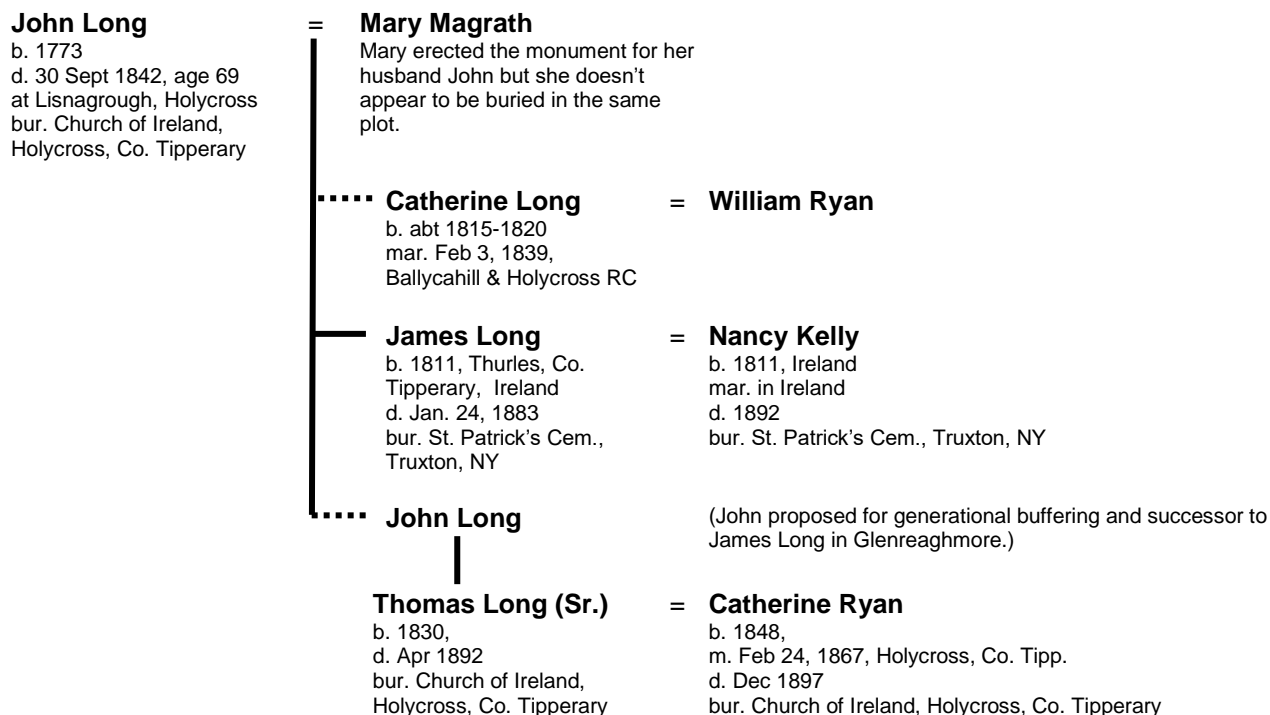 John Long = Mary Magrath
b. 1773
d. 30 Sept 1842, age 69
at Lisnagrough, Holycross
bur. Church of Ireland,
Holycross, Co. Tipperary
Mary erected the monument for her
husband John but she doesn't
appear to be buried in the same
plot.
Catherine Long = William Ryan
b. abt 1815-1820
mar. Feb 3, 1839,
Ballycahill & Holycross RC
James Long = Nancy Kelly
b. 1811, Thurles, Co.
Tipperary, Ireland
d. Jan. 24, 1883
bur. St. Patrick's Cem.,
Truxton, NY
b. 1811, Ireland
mar. in Ireland
d. 1892
bur. St. Patrick's Cem., Truxton, NY
John Long
(John proposed for generational buffering and successor to
James Long in Glenreaghmore.)
Thomas Long (Sr.) = Catherine Ryan
b. 1830,
d. Apr 1892
bur. Church of Ireland,
Holycross, Co. Tipperary
b. 1848,
m. Feb 24, 1867, Holycross, Co. Tipp.
d. Dec 1897
bur. Church of Ireland, Holycross, Co. Tipperary